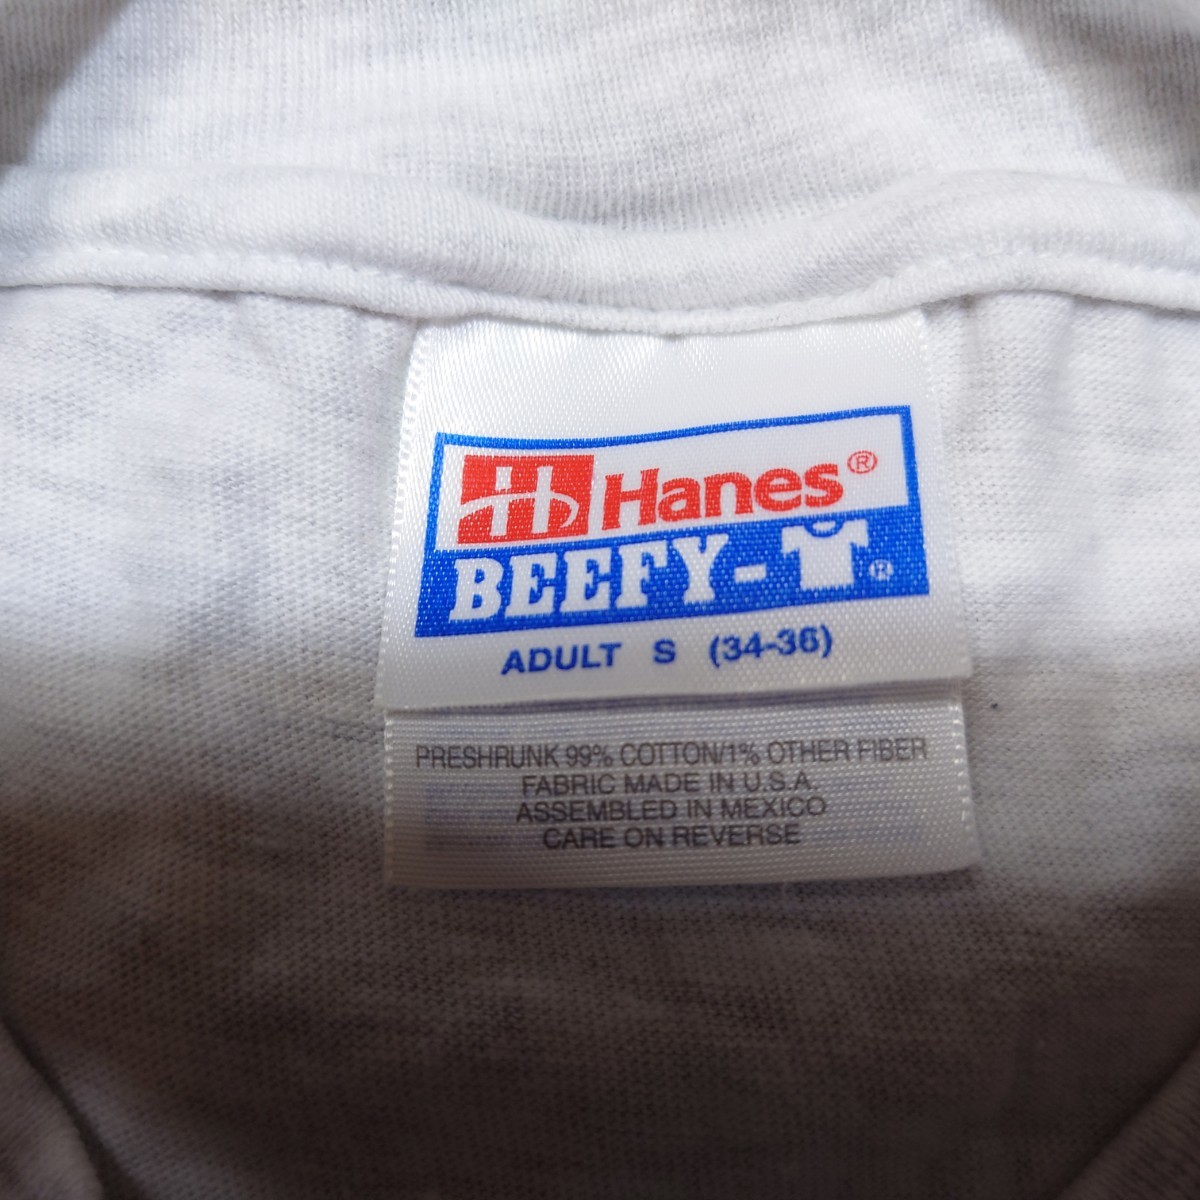 H Hanes®
BEEFY-T®
ADULT S (34-36)
PRESHRUNK 99% COTTON/1% OTHER FIBER
FABRIC MADE IN U.S.A.
ASSEMBLED IN MEXICO
CARE ON REVERSE